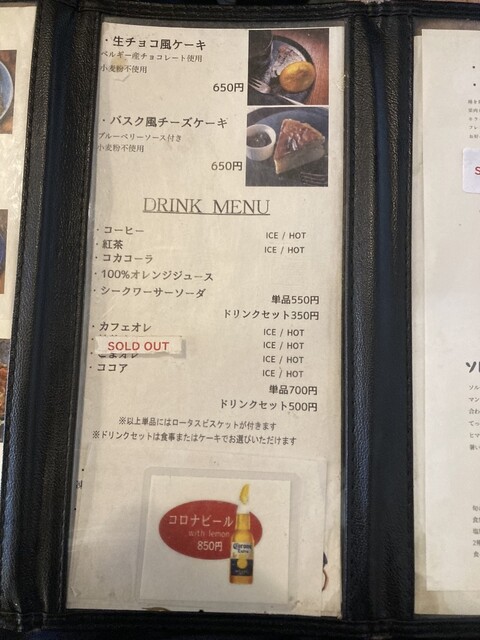 ・生チョコ風ケーキ
ベルギー産チョコレート使用
小麦粉不使用
650円
・バスク風チーズケーキ
ブルーベリーソース付き
小麦粉不使用
650円
DRINK MENU
・コーヒー ICE / HOT
・紅茶 ICE / HOT
・コカコーラ
・100%オレンジジュース
・シークワーサーソーダ
単品550円
ドリンクセット350円
・カフェオレ ICE / HOT
SOLD OUT ICE / HOT
ICE / HOT
・ココア ICE / HOT
単品700円
ドリンクセット500円
※以上単品にはロータスビスケットが付きます
※ドリンクセットは食事またはケーキでお選びいただけます
コロナビール
with lemon
850円
Corona